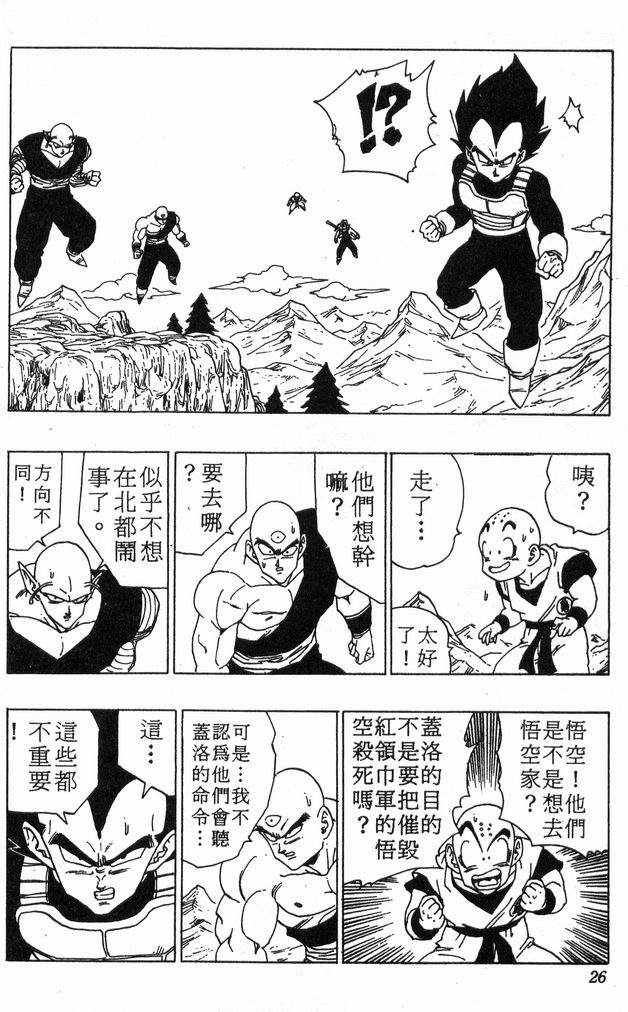 !?
咦?
走了…
太好
了!
他們想幹
嘛?
要去哪
?
似乎不想
在北都鬧
事了。
方向不
同!
悟空!他們
是不是想去
悟空家?
蓋洛的目的
不是要把催毀
紅領巾軍的悟
空殺死嗎?
可是…我不
認為他們會聽
蓋洛的命令…
這…
這些都
不重要
!
26